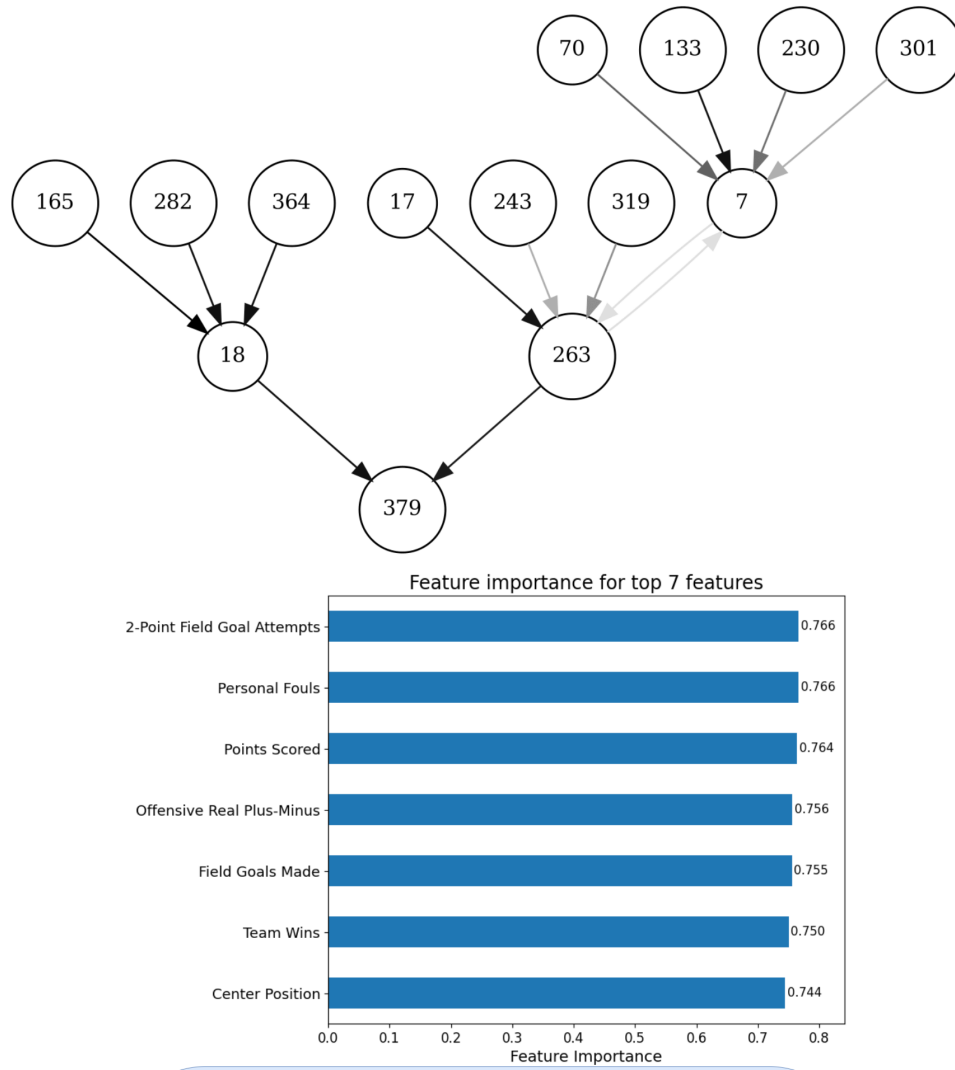 70 133 230 301
165 282 364 17 243 319 7
18 263
379
Feature importance for top 7 features
2-Point Field Goal Attempts 0.766
Personal Fouls 0.766
Points Scored 0.764
Offensive Real Plus-Minus 0.756
Field Goals Made 0.755
Team Wins 0.750
Center Position 0.744
0.0 0.1 0.2 0.3 0.4 0.5 0.6 0.7 0.8
Feature Importance